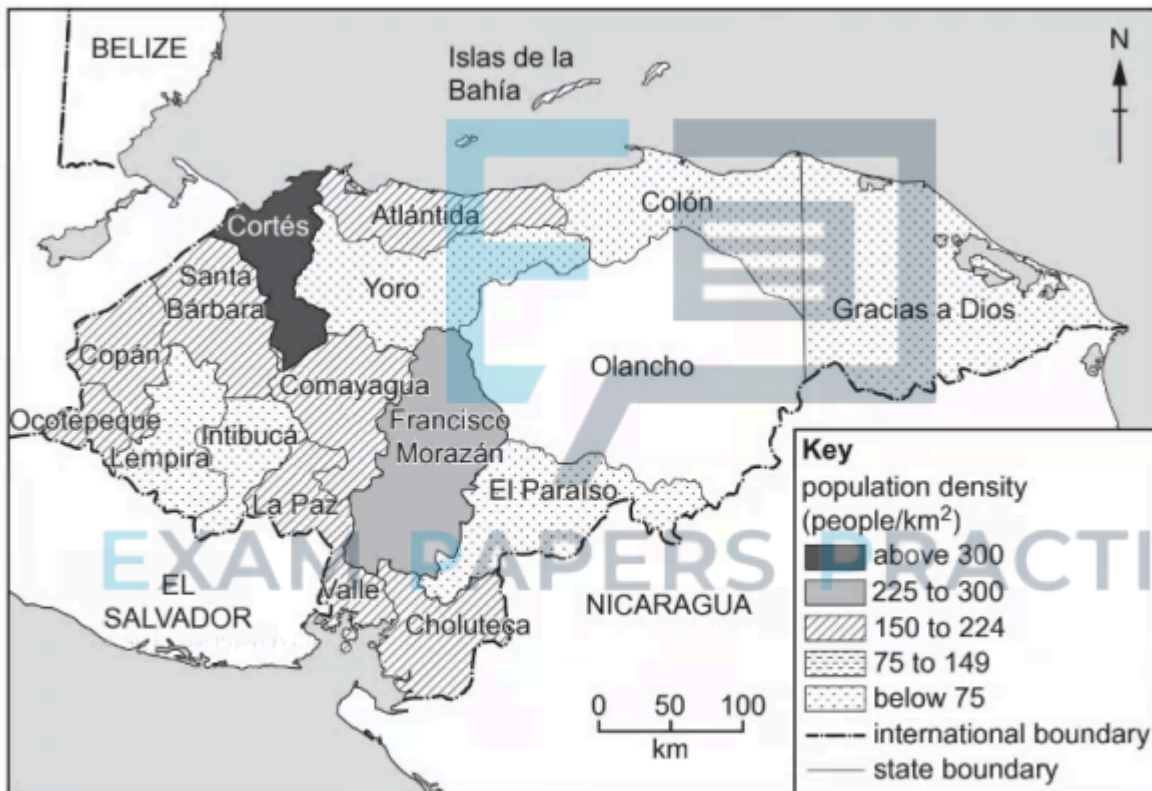 BELIZE
Islas de la
Bahía
N
Cortés
Atlántida
Colón
Santa
Bárbara
Yoro
Gracias a Dios
Copán
Olancho
Comayagua
Ocotepeque
Francisco
Morazán
Intibucá
Lempira
La Paz
El Paraíso
EL
SALVADOR
Valle
NICARAGUA
Choluteca
0 50 100
km
Key
population density
(people/km²)
above 300
225 to 300
150 to 224
75 to 149
below 75
international boundary
state boundary
EXAM PAPERS PRACTI